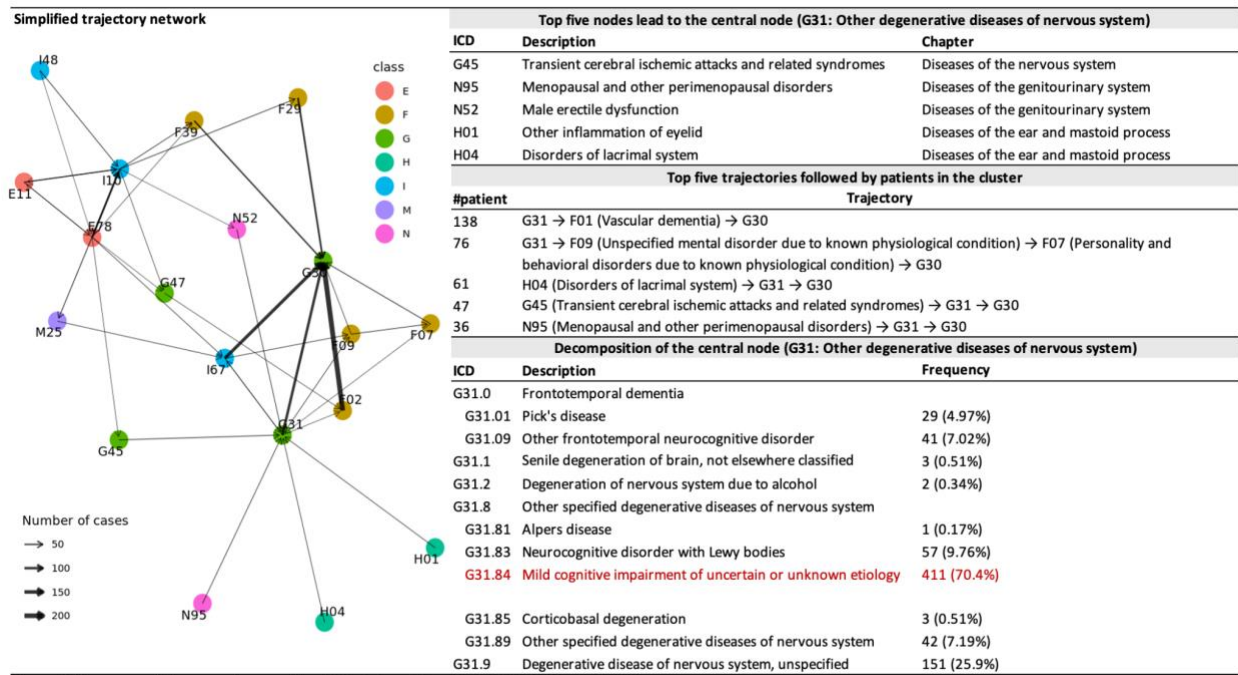 Simplified trajectory network
I48
F39
F29
I10
E11
E78
N52
G30
G47
M25
F09
F07
I67
F02
G31
G45
H01
N95
H04
class
E
F
G
H
I
M
N
Number of cases
50
100
150
200
Top five nodes lead to the central node (G31: Other degenerative diseases of nervous system)
ICD Description Chapter
G45 Transient cerebral ischemic attacks and related syndromes Diseases of the nervous system
N95 Menopausal and other perimenopausal disorders Diseases of the genitourinary system
N52 Male erectile dysfunction Diseases of the genitourinary system
H01 Other inflammation of eyelid Diseases of the ear and mastoid process
H04 Disorders of lacrimal system Diseases of the ear and mastoid process
Top five trajectories followed by patients in the cluster
#patient Trajectory
138 G31 → F01 (Vascular dementia) → G30
76 G31 → F09 (Unspecified mental disorder due to known physiological condition) → F07 (Personality and
behavioral disorders due to known physiological condition) → G30
61 H04 (Disorders of lacrimal system) → G31 → G30
47 G45 (Transient cerebral ischemic attacks and related syndromes) → G31 → G30
36 N95 (Menopausal and other perimenopausal disorders) → G31 → G30
Decomposition of the central node (G31: Other degenerative diseases of nervous system)
ICD Description Frequency
G31.0 Frontotemporal dementia
G31.01 Pick's disease 29 (4.97%)
G31.09 Other frontotemporal neurocognitive disorder 41 (7.02%)
G31.1 Senile degeneration of brain, not elsewhere classified 3 (0.51%)
G31.2 Degeneration of nervous system due to alcohol 2 (0.34%)
G31.8 Other specified degenerative diseases of nervous system
G31.81 Alpers disease 1 (0.17%)
G31.83 Neurocognitive disorder with Lewy bodies 57 (9.76%)
G31.84 Mild cognitive impairment of uncertain or unknown etiology 411 (70.4%)
G31.85 Corticobasal degeneration 3 (0.51%)
G31.89 Other specified degenerative diseases of nervous system 42 (7.19%)
G31.9 Degenerative disease of nervous system, unspecified 151 (25.9%)